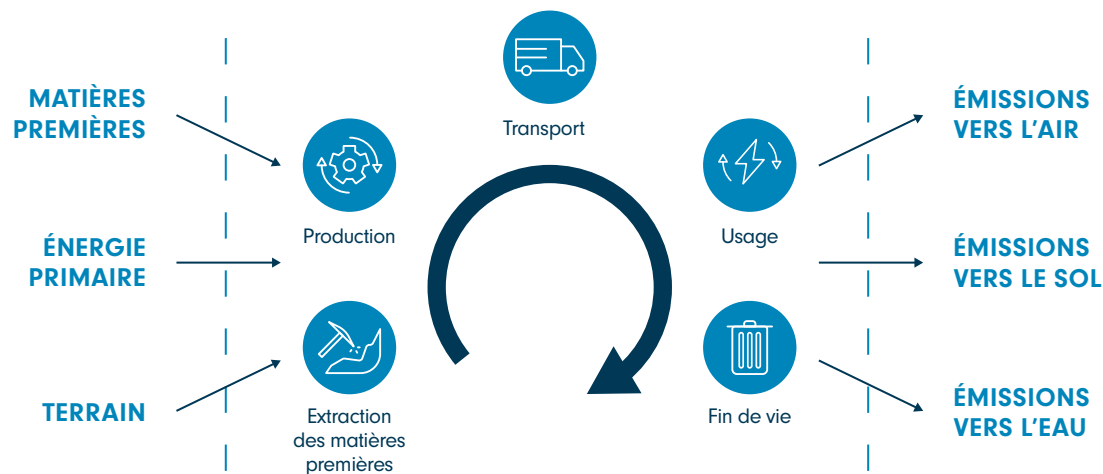 MATIÈRES
PREMIÈRES
ÉNERGIE
PRIMAIRE
TERRAIN
Transport
Production
Usage
Extraction
des matières
premières
Fin de vie
ÉMISSIONS
VERS L'AIR
ÉMISSIONS
VERS LE SOL
ÉMISSIONS
VERS L'EAU